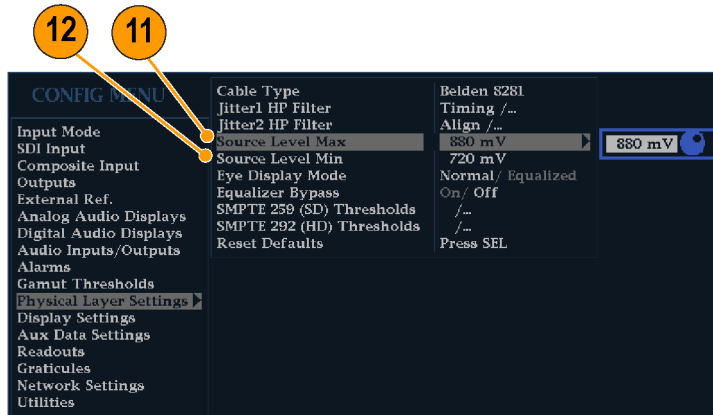 12 11
CONFIG MENU
Input Mode
SDI Input
Composite Input
Outputs
External Ref.
Analog Audio Displays
Digital Audio Displays
Audio Inputs/Outputs
Alarms
Gamut Thresholds
Physical Layer Settings
Display Settings
Aux Data Settings
Readouts
Graticules
Network Settings
Utilities
Cable Type Belden 8281
Jitter1 HP Filter Timing /...
Jitter2 HP Filter Align /...
Source Level Max 880 mV 880 mV
Source Level Min 720 mV
Eye Display Mode Normal/ Equalized
Equalizer Bypass On/ Off
SMPTE 259 (SD) Thresholds /...
SMPTE 292 (HD) Thresholds /...
Reset Defaults Press SEL